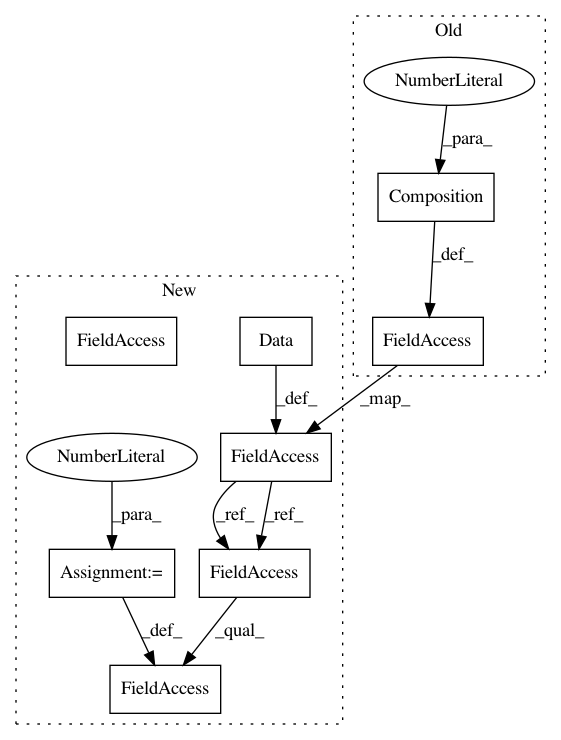 Old
NumberLiteral
_para_
Composition
_def_
New
FieldAccess
Data
FieldAccess
_def_
_map_
NumberLiteral
FieldAccess
_para_
_ref_
_ref_
Assignment:=
FieldAccess
_def_
_qual_
FieldAccess